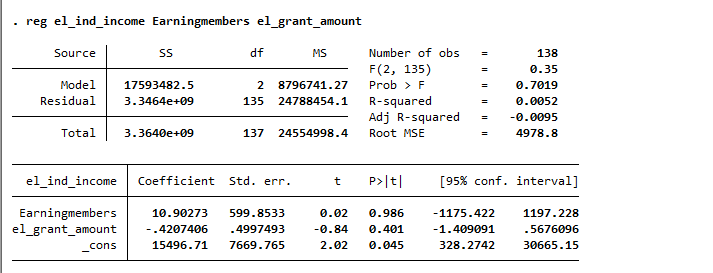 . reg el_ind_income Earningmembers el_grant_amount
Source SS df MS Number of obs = 138
F(2, 135) = 0.35
Model 17593482.5 2 8796741.27 Prob > F = 0.7019
Residual 3.3464e+09 135 24788454.1 R-squared = 0.0052
Adj R-squared = -0.0095
Total 3.3640e+09 137 24554998.4 Root MSE = 4978.8
el_ind_income Coefficient Std. err. t P>|t| [95% conf. interval]
Earningmembers 10.90273 599.8533 0.02 0.986 -1175.422 1197.228
el_grant_amount -.4207406 .4997493 -0.84 0.401 -1.409091 .5676096
_cons 15496.71 7669.765 2.02 0.045 328.2742 30665.15